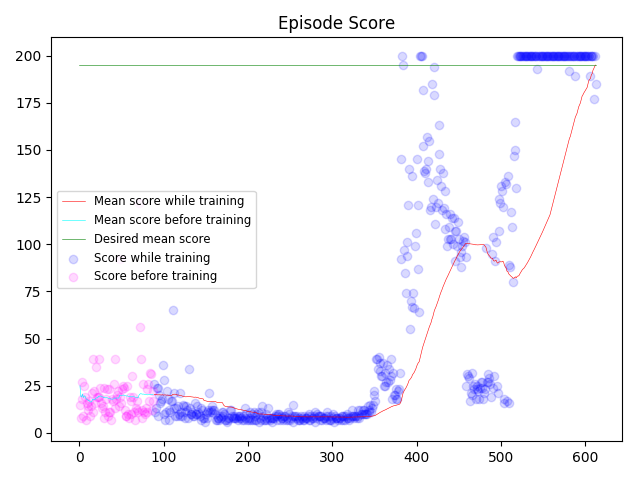 Episode Score
200
175
150
125
100
75
50
25
0
Mean score while training
Mean score before training
Desired mean score
Score while training
Score before training
0 100 200 300 400 500 600